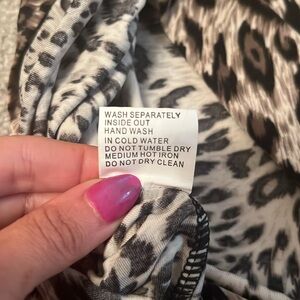 WASH SEPARATELY
INSIDE OUT
HAND WASH
IN COLD WATER
DO NOT TUMBLE DRY
MEDIUM HOT IRON
DO NOT DRY CLEAN